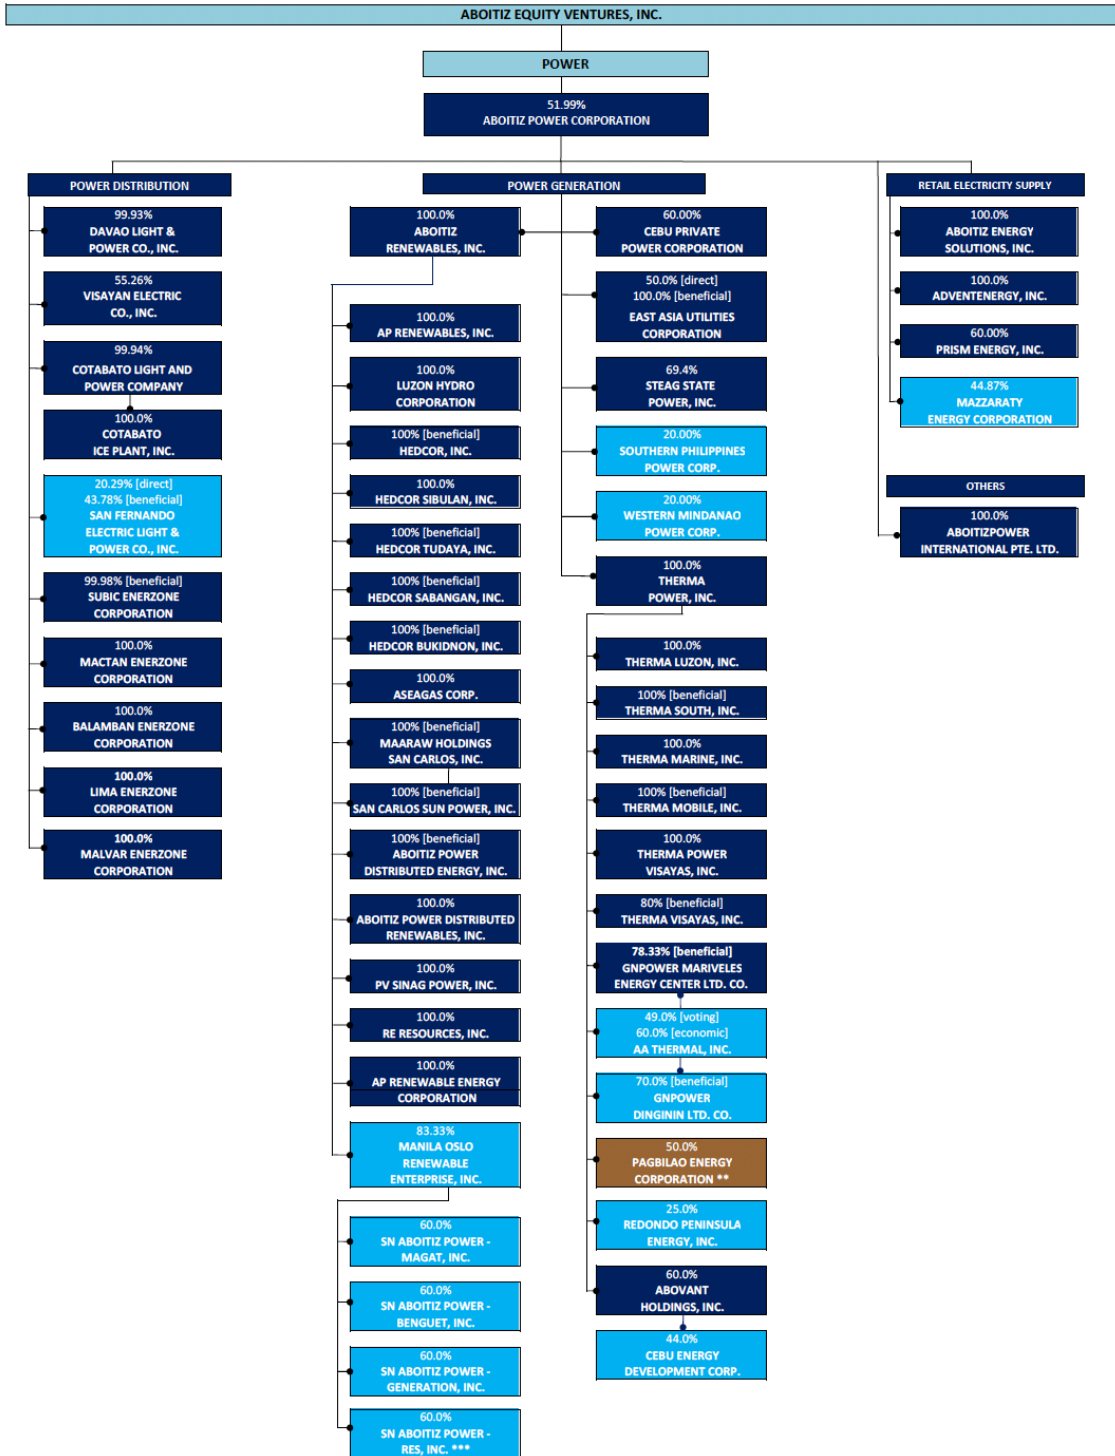 ABOITIZ EQUITY VENTURES, INC.
POWER
51.99%
ABOITIZ POWER CORPORATION
POWER DISTRIBUTION
99.93%
DAVAO LIGHT &
POWER CO., INC.
55.26%
VISAYAN ELECTRIC
CO., INC.
99.94%
COTABATO LIGHT AND
POWER COMPANY
100.0%
COTABATO
ICE PLANT, INC.
20.29% [direct]
43.78% [beneficial]
SAN FERNANDO
ELECTRIC LIGHT &
POWER CO., INC.
99.98% [beneficial]
SUBIC ENERZONE
CORPORATION
100.0%
MACTAN ENERZONE
CORPORATION
100.0%
BALAMBAN ENERZONE
CORPORATION
100.0%
LIMA ENERZONE
CORPORATION
100.0%
MALVAR ENERZONE
CORPORATION
POWER GENERATION
100.0%
ABOITIZ
RENEWABLES, INC.
100.0%
AP RENEWABLES, INC.
100.0%
LUZON HYDRO
CORPORATION
100% [beneficial]
HEDCOR, INC.
100.0%
HEDCOR SIBULAN, INC.
100% [beneficial]
HEDCOR TUDAYA, INC.
100% [beneficial]
HEDCOR SABANGAN, INC.
100% [beneficial]
HEDCOR BUKIDNON, INC.
100.0%
ASEAGAS CORP.
100% [beneficial]
MAARAW HOLDINGS
SAN CARLOS, INC.
100% [beneficial]
SAN CARLOS SUN POWER, INC.
100% [beneficial]
ABOITIZ POWER
DISTRIBUTED ENERGY, INC.
100.0%
ABOITIZ POWER DISTRIBUTED
RENEWABLES, INC.
100.0%
PV SINAG POWER, INC.
100.0%
RE RESOURCES, INC.
100.0%
AP RENEWABLE ENERGY
CORPORATION
83.33%
MANILA OSLO
RENEWABLE
ENTERPRISE, INC.
60.0%
SN ABOITIZ POWER -
MAGAT, INC.
60.0%
SN ABOITIZ POWER -
BENGUET, INC.
60.0%
SN ABOITIZ POWER -
GENERATION, INC.
60.0%
SN ABOITIZ POWER -
RES, INC. ***
60.00%
CEBU PRIVATE
POWER CORPORATION
50.0% [direct]
100.0% [beneficial]
EAST ASIA UTILITIES
CORPORATION
69.4%
STEAG STATE
POWER, INC.
20.00%
SOUTHERN PHILIPPINES
POWER CORP.
20.00%
WESTERN MINDANAO
POWER CORP.
100.0%
THERMA
POWER, INC.
100.0%
THERMA LUZON, INC.
100% [beneficial]
THERMA SOUTH, INC.
100.0%
THERMA MARINE, INC.
100% [beneficial]
THERMA MOBILE, INC.
100.0%
THERMA POWER
VISAYAS, INC.
80% [beneficial]
THERMA VISAYAS, INC.
78.33% [beneficial]
GNPOWER MARIVELES
ENERGY CENTER LTD. CO.
49.0% [voting]
60.0% [economic]
AA THERMAL, INC.
70.0% [beneficial]
GNPOWER
DINGININ LTD. CO.
50.0%
PAGBILAO ENERGY
CORPORATION **
25.0%
REDONDO PENINSULA
ENERGY, INC.
60.0%
ABOVANT
HOLDINGS, INC.
44.0%
CEBU ENERGY
DEVELOPMENT CORP.
RETAIL ELECTRICITY SUPPLY
100.0%
ABOITIZ ENERGY
SOLUTIONS, INC.
100.0%
ADVENTENERGY, INC.
60.00%
PRISM ENERGY, INC.
44.87%
MAZZARATY
ENERGY CORPORATION
OTHERS
100.0%
ABOITIZPOWER
INTERNATIONAL PTE. LTD.